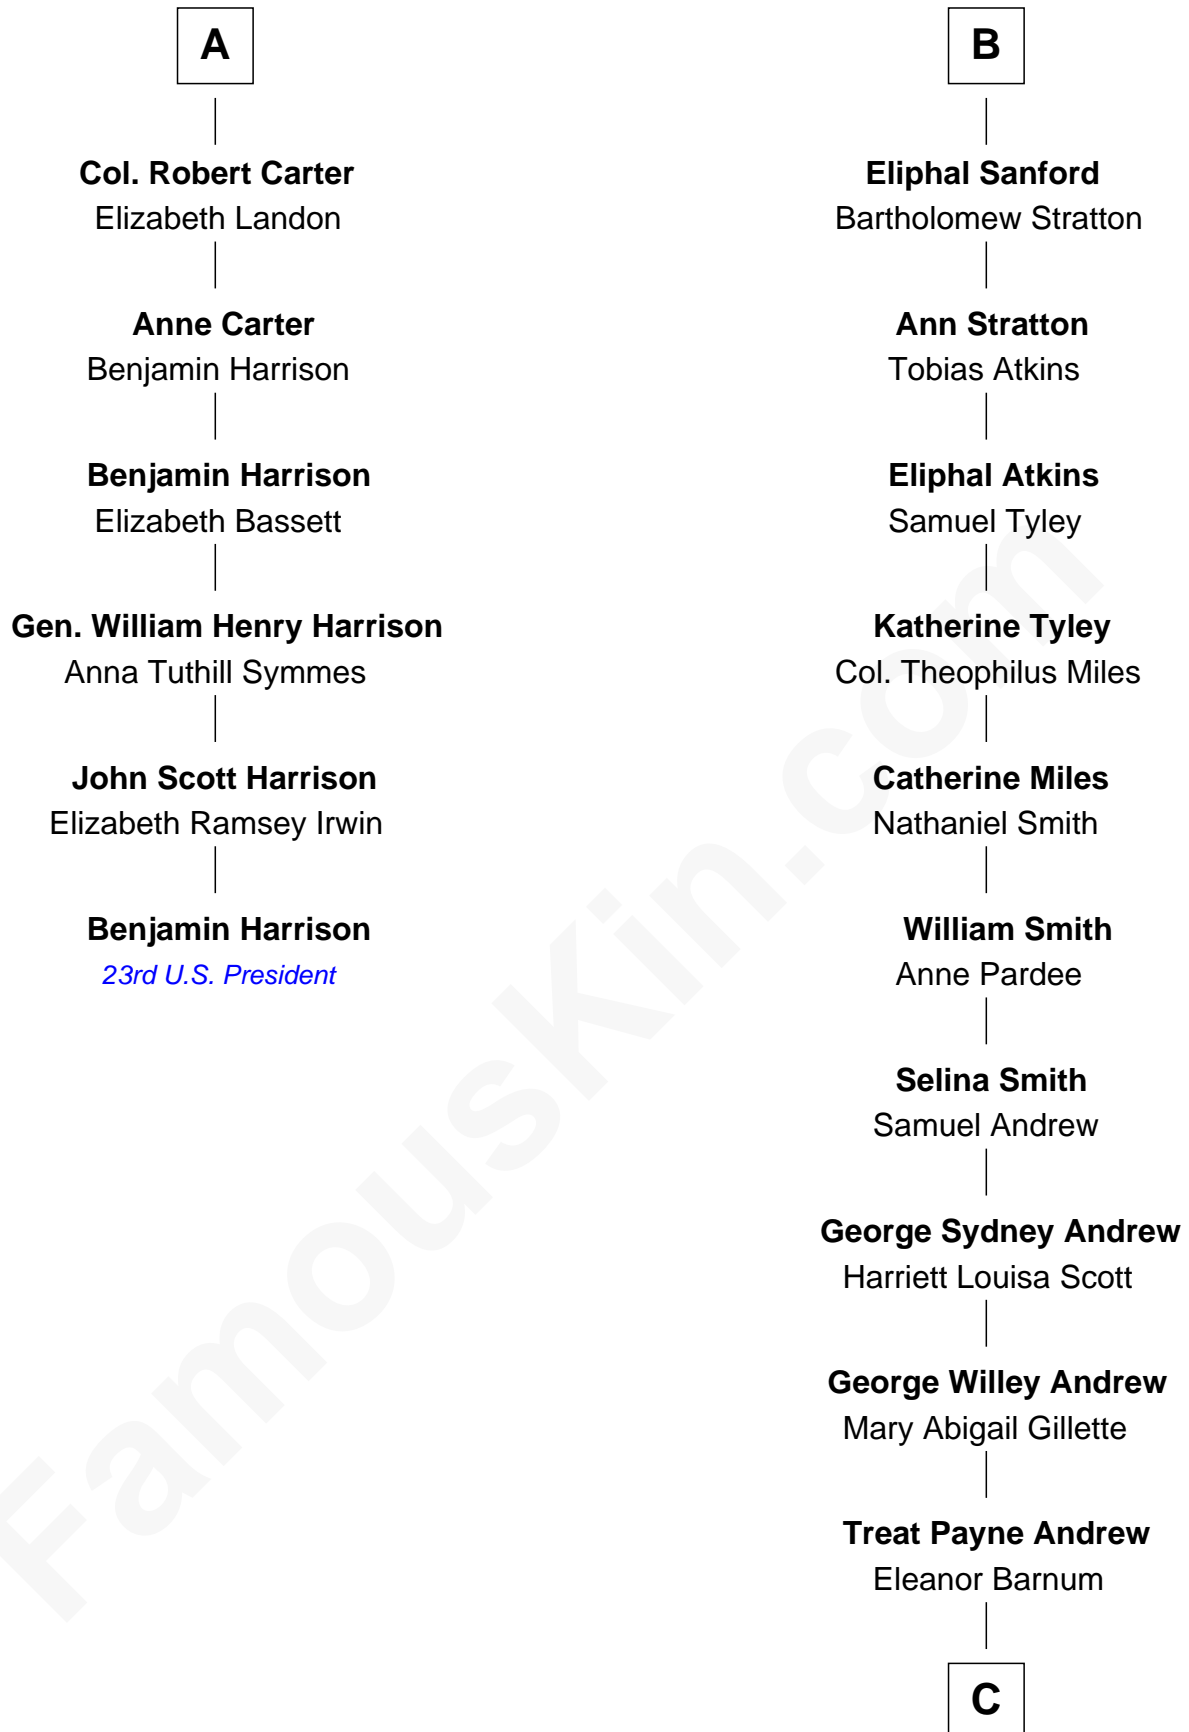 A
Col. Robert Carter
Elizabeth Landon
Anne Carter
Benjamin Harrison
Benjamin Harrison
Elizabeth Bassett
Gen. William Henry Harrison
Anna Tuthill Symmes
John Scott Harrison
Elizabeth Ramsey Irwin
Benjamin Harrison
23rd U.S. President
B
Eliphal Sanford
Bartholomew Stratton
Ann Stratton
Tobias Atkins
Eliphal Atkins
Samuel Tyley
Katherine Tyley
Col. Theophilus Miles
Catherine Miles
Nathaniel Smith
William Smith
Anne Pardee
Selina Smith
Samuel Andrew
George Sydney Andrew
Harriett Louisa Scott
George Willey Andrew
Mary Abigail Gillette
Treat Payne Andrew
Eleanor Barnum
C
FamousKin.com